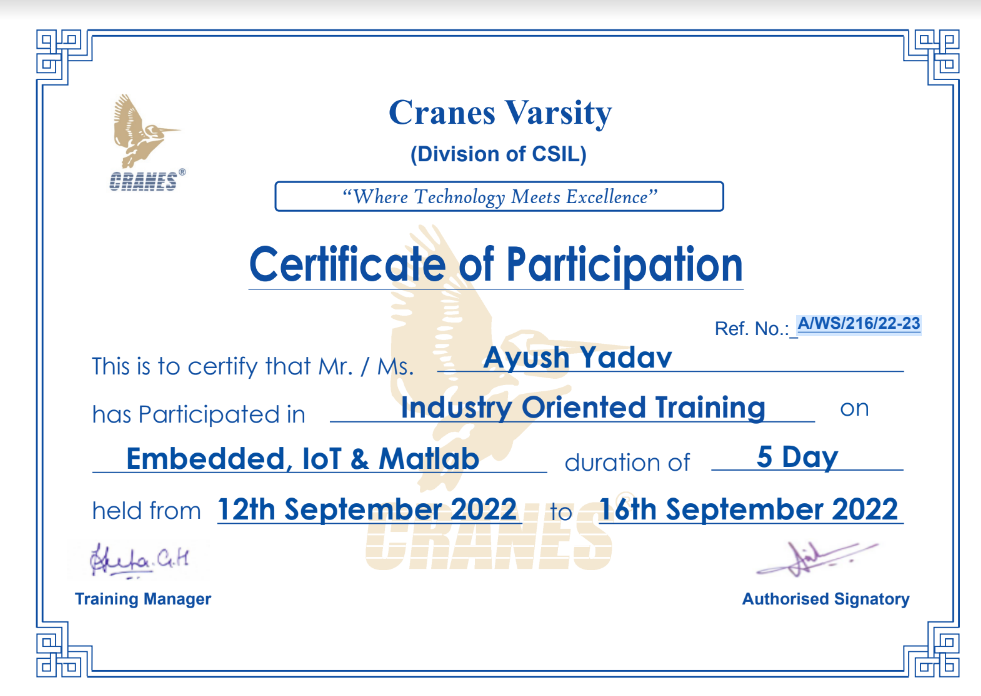 Cranes Varsity
(Division of CSIL)
CRANES®
“Where Technology Meets Excellence”
Certificate of Participation
Ref. No.:_A/WS/216/22-23
This is to certify that Mr. / Ms. Ayush Yadav
has Participated in Industry Oriented Training on
Embedded, IoT & Matlab duration of 5 Day
held from 12th September 2022 to 16th September 2022
CRANES®
Training Manager Authorised Signatory